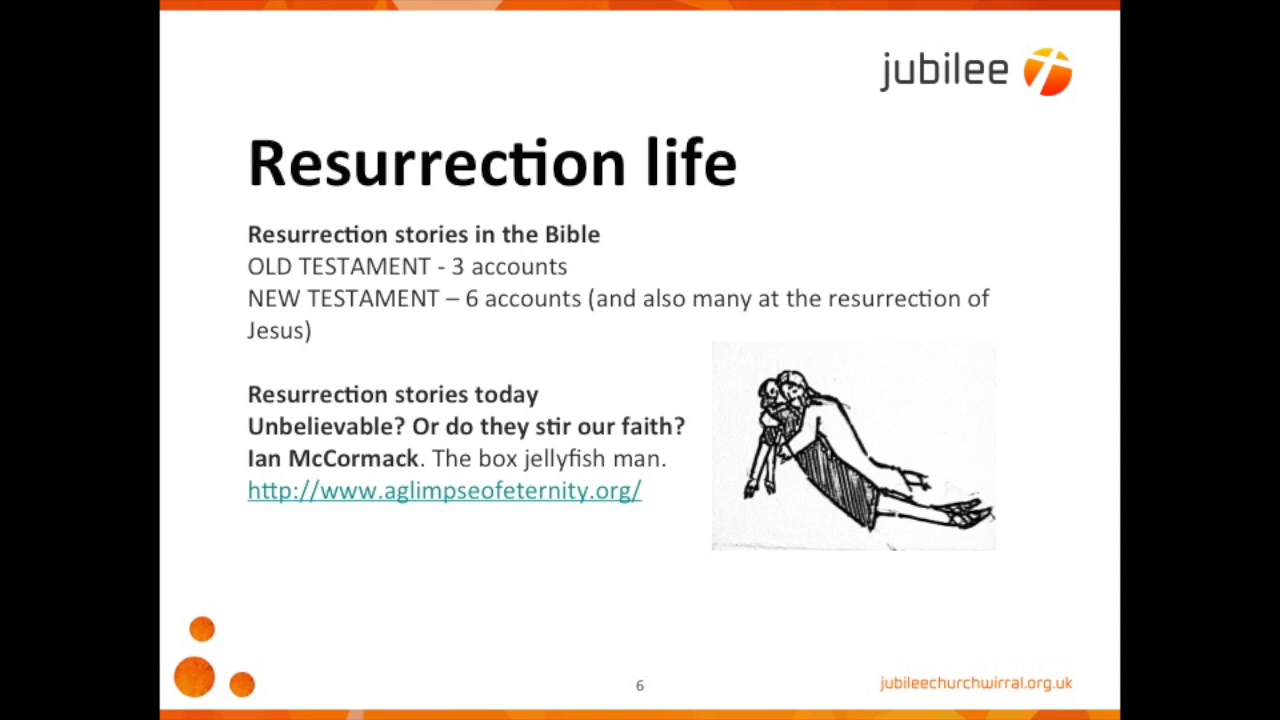 jubilee
Resurrection life
Resurrection stories in the Bible
OLD TESTAMENT - 3 accounts
NEW TESTAMENT – 6 accounts (and also many at the resurrection of
Jesus)
Resurrection stories today
Unbelievable? Or do they stir our faith?
Ian McCormack. The box jellyfish man.
http://www.aglimpseofeternity.org/
6
jubileechurchwirral.org.uk